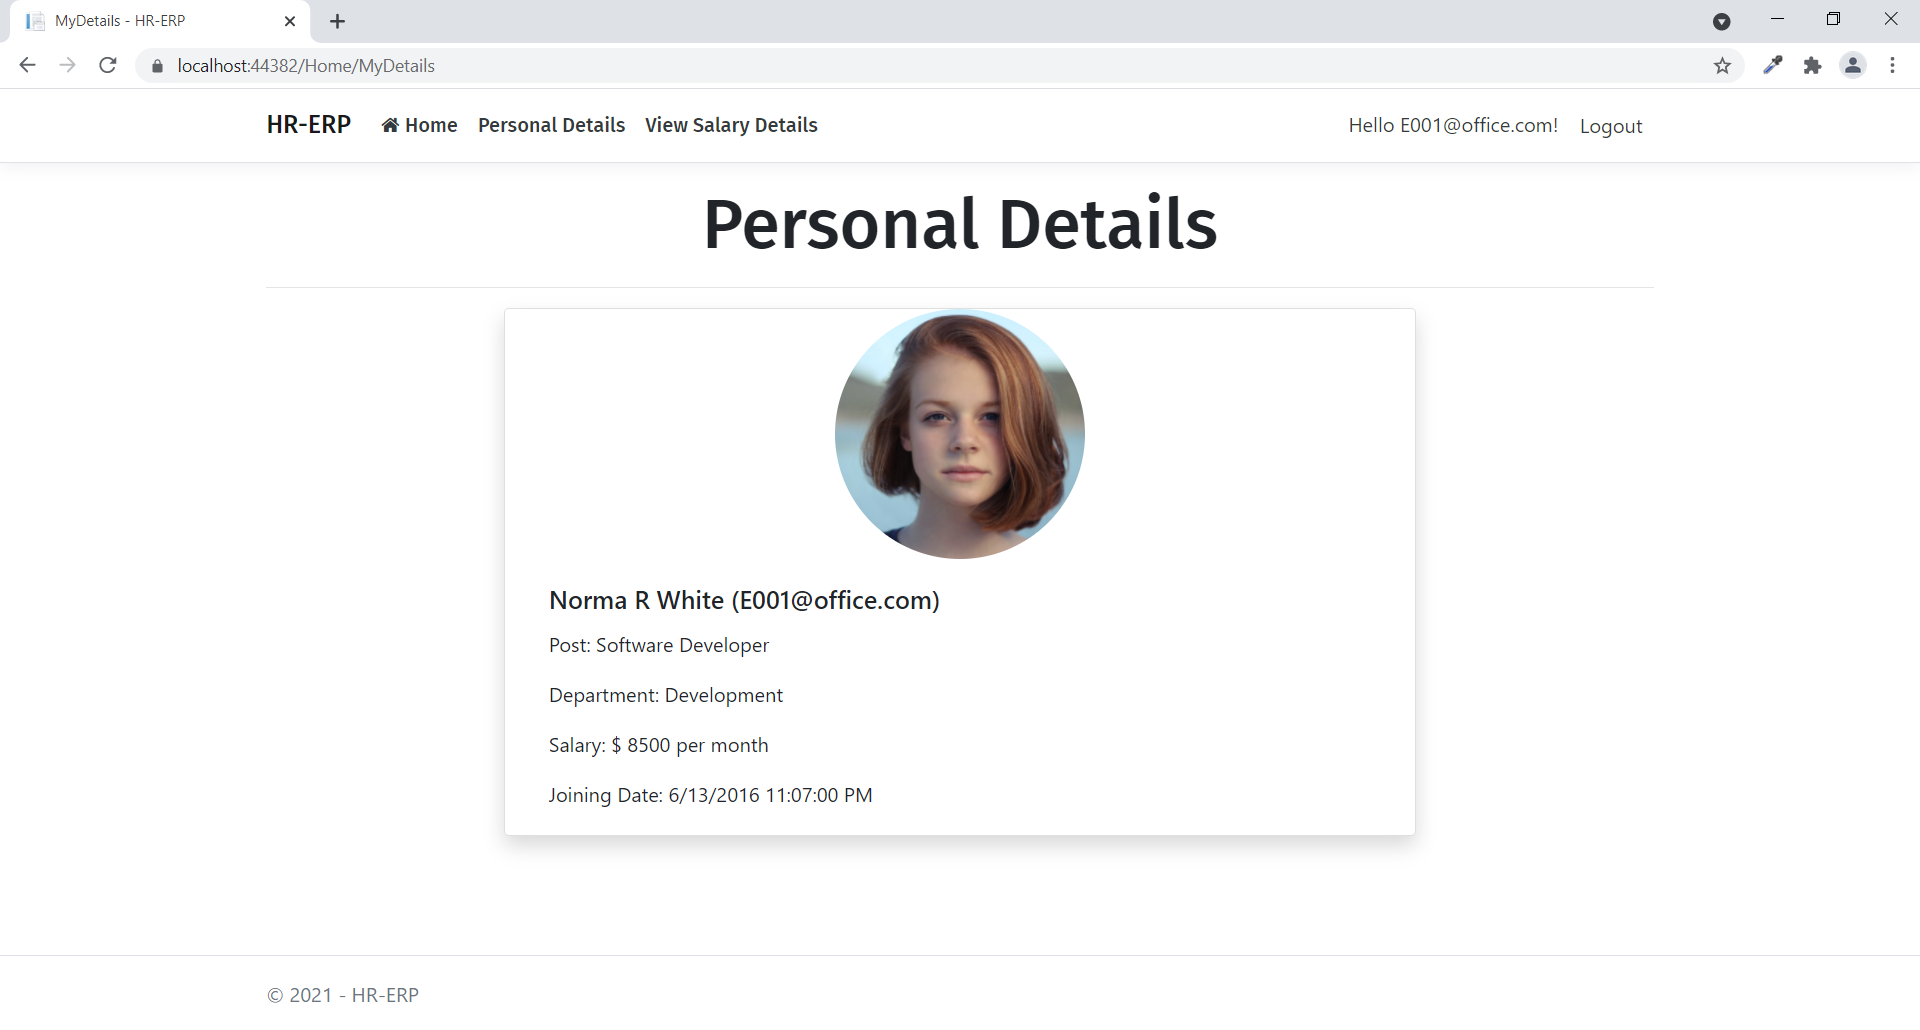 MyDetails - HR-ERP
localhost:44382/Home/MyDetails
HR-ERP Home Personal Details View Salary Details Hello E001@office.com! Logout
Personal Details
Norma R White (E001@office.com)
Post: Software Developer
Department: Development
Salary: $ 8500 per month
Joining Date: 6/13/2016 11:07:00 PM
© 2021 - HR-ERP